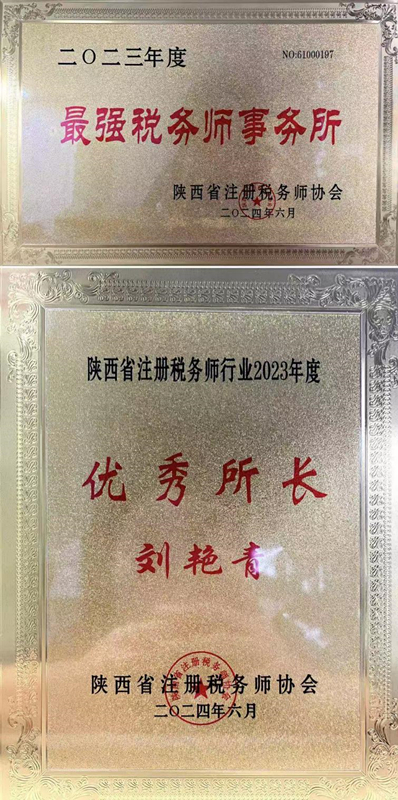 二〇二三年度
NO:61000197
最强税务师事务所
陕西省注册税务师协会
二〇二四年六月
陕西省注册税务师行业2023年度
优秀所长
刘艳青
陕西省注册税务师协会
二〇二四年六月